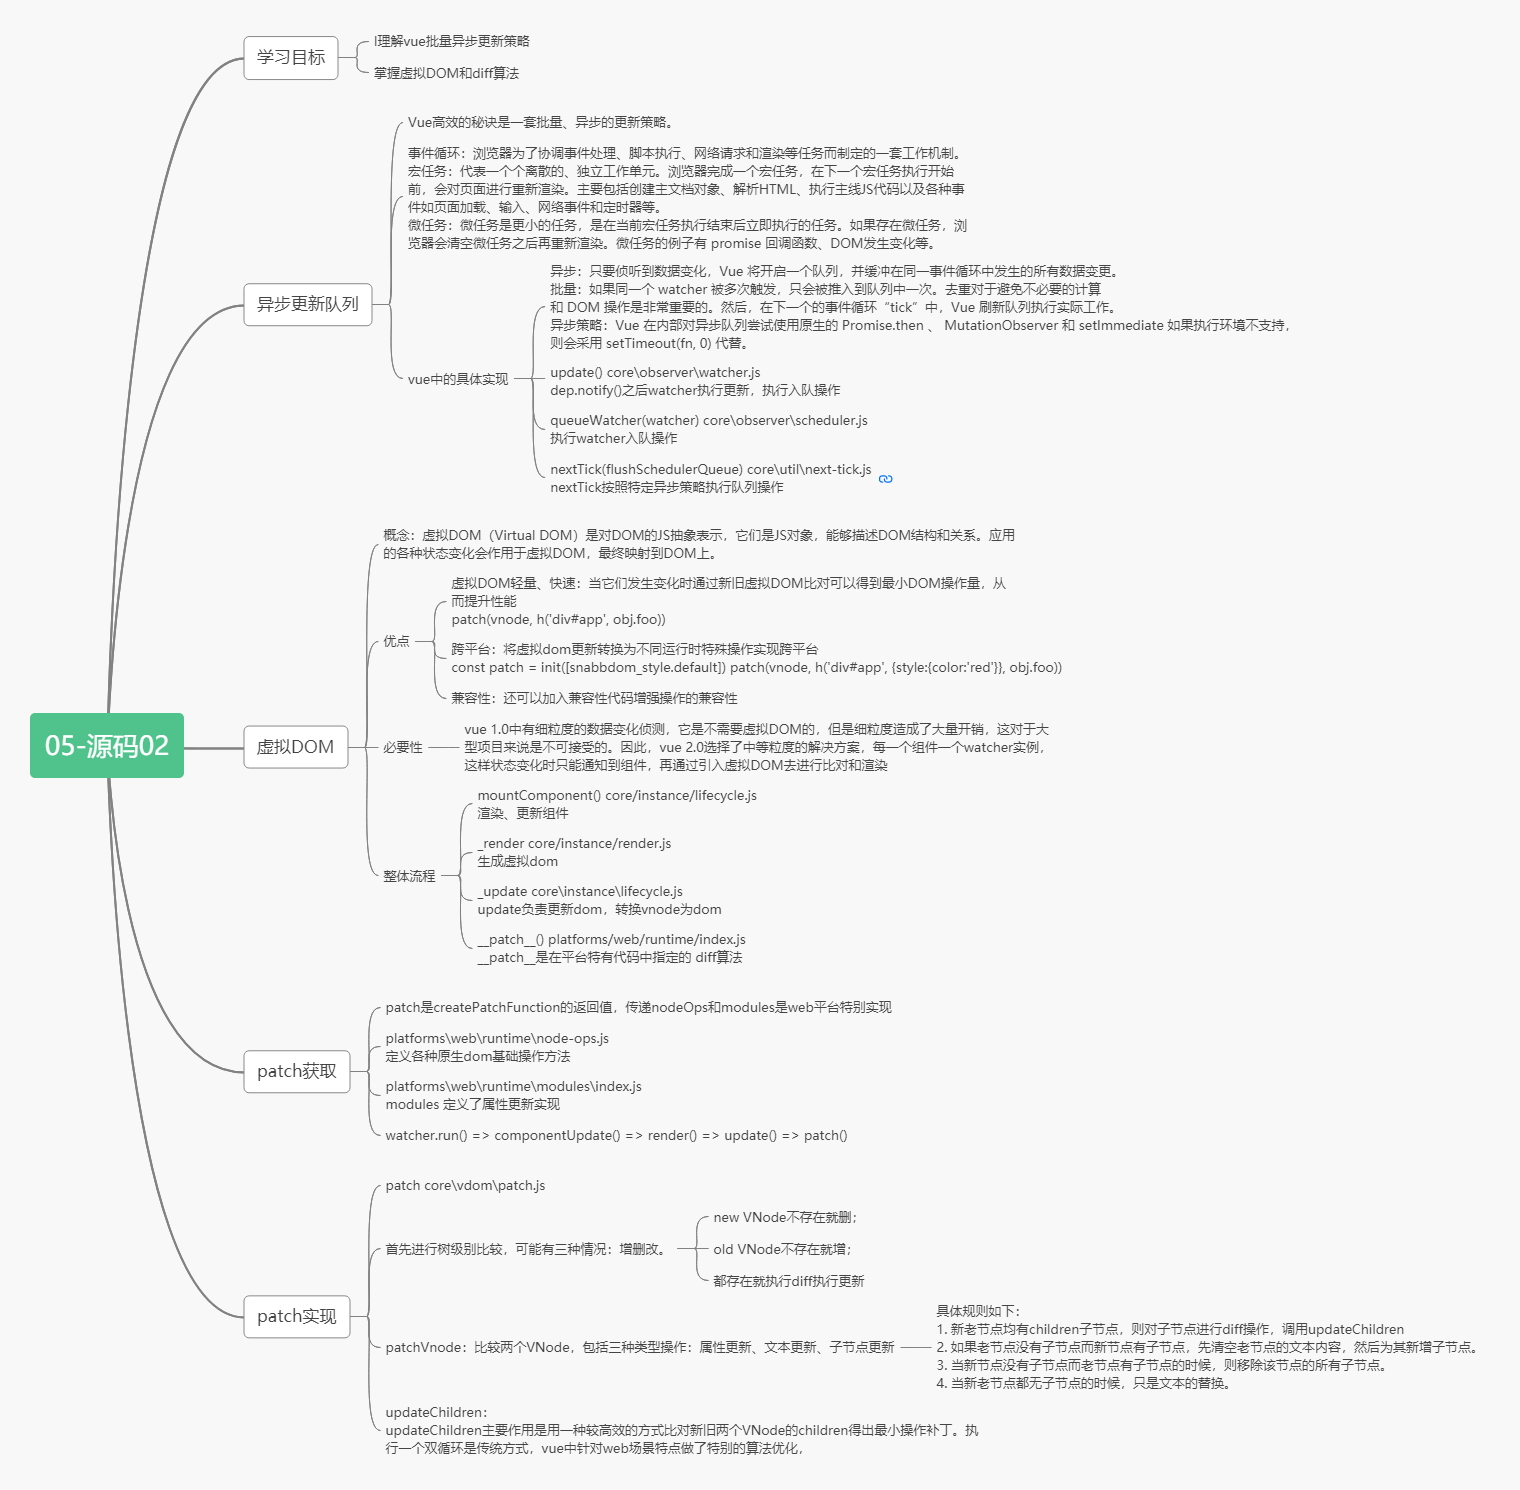 05-源码02
学习目标
l理解vue批量异步更新策略
掌握虚拟DOM和diff算法
异步更新队列
Vue高效的秘诀是一套批量、异步的更新策略。
事件循环：浏览器为了协调事件处理、脚本执行、网络请求和渲染等任务而制定的一套工作机制。
宏任务：代表一个个离散的、独立工作单元。浏览器完成一个宏任务，在下一个宏任务执行开始
前，会对页面进行重新渲染。主要包括创建主文档对象、解析HTML、执行主线JS代码以及各种事
件如页面加载、输入、网络事件和定时器等。
微任务：微任务是更小的任务，是在当前宏任务执行结束后立即执行的任务。如果存在微任务，浏
览器会清空微任务之后再重新渲染。微任务的例子有 promise 回调函数、DOM发生变化等。
vue中的具体实现
异步：只要侦听到数据变化，Vue 将开启一个队列，并缓冲在同一事件循环中发生的所有数据变更。
批量：如果同一个 watcher 被多次触发，只会被推入到队列中一次。去重对于避免不必要的计算
和 DOM 操作是非常重要的。然后，在下一个的事件循环“tick”中，Vue 刷新队列执行实际工作。
异步策略：Vue 在内部对异步队列尝试使用原生的 Promise.then 、 MutationObserver 和 setImmediate 如果执行环境不支持，
则会采用 setTimeout(fn, 0) 代替。
update() core\observer\watcher.js
dep.notify()之后watcher执行更新，执行入队操作
queueWatcher(watcher) core\observer\scheduler.js
执行watcher入队操作
nextTick(flushSchedulerQueue) core\util\next-tick.js
nextTick按照特定异步策略执行队列操作
虚拟DOM
概念：虚拟DOM（Virtual DOM）是对DOM的JS抽象表示，它们是JS对象，能够描述DOM结构和关系。应用
的各种状态变化会作用于虚拟DOM，最终映射到DOM上。
优点
虚拟DOM轻量、快速：当它们发生变化时通过新旧虚拟DOM比对可以得到最小DOM操作量，从
而提升性能
patch(vnode, h('div#app', obj.foo))
跨平台：将虚拟dom更新转换为不同运行时特殊操作实现跨平台
const patch = init([snabbdom_style.default]) patch(vnode, h('div#app', {style:{color:'red'}}, obj.foo))
兼容性：还可以加入兼容性代码增强操作的兼容性
必要性
vue 1.0中有细粒度的数据变化侦测，它是不需要虚拟DOM的，但是细粒度造成了大量开销，这对于大
型项目来说是不可接受的。因此，vue 2.0选择了中等粒度的解决方案，每一个组件一个watcher实例，
这样状态变化时只能通知到组件，再通过引入虚拟DOM去进行比对和渲染
整体流程
mountComponent() core/instance/lifecycle.js
渲染、更新组件
_render core/instance/render.js
生成虚拟dom
_update core\instance\lifecycle.js
update负责更新dom，转换vnode为dom
__patch__() platforms/web/runtime/index.js
__patch__是在平台特有代码中指定的 diff算法
patch获取
patch是createPatchFunction的返回值，传递nodeOps和modules是web平台特别实现
platforms\web\runtime\node-ops.js
定义各种原生dom基础操作方法
platforms\web\runtime\modules\index.js
modules 定义了属性更新实现
watcher.run() => componentUpdate() => render() => update() => patch()
patch实现
patch core\vdom\patch.js
首先进行树级别比较，可能有三种情况：增删改。
new VNode不存在就删；
old VNode不存在就增；
都存在就执行diff执行更新
patchVnode：比较两个VNode，包括三种类型操作：属性更新、文本更新、子节点更新
具体规则如下：
1. 新老节点均有children子节点，则对子节点进行diff操作，调用updateChildren
2. 如果老节点没有子节点而新节点有子节点，先清空老节点的文本内容，然后为其新增子节点。
3. 当新节点没有子节点而老节点有子节点的时候，则移除该节点的所有子节点。
4. 当新老节点都无子节点的时候，只是文本的替换。
updateChildren：
updateChildren主要作用是用一种较高效的方式比对新旧两个VNode的children得出最小操作补丁。执
行一个双循环是传统方式，vue中针对web场景特点做了特别的算法优化，